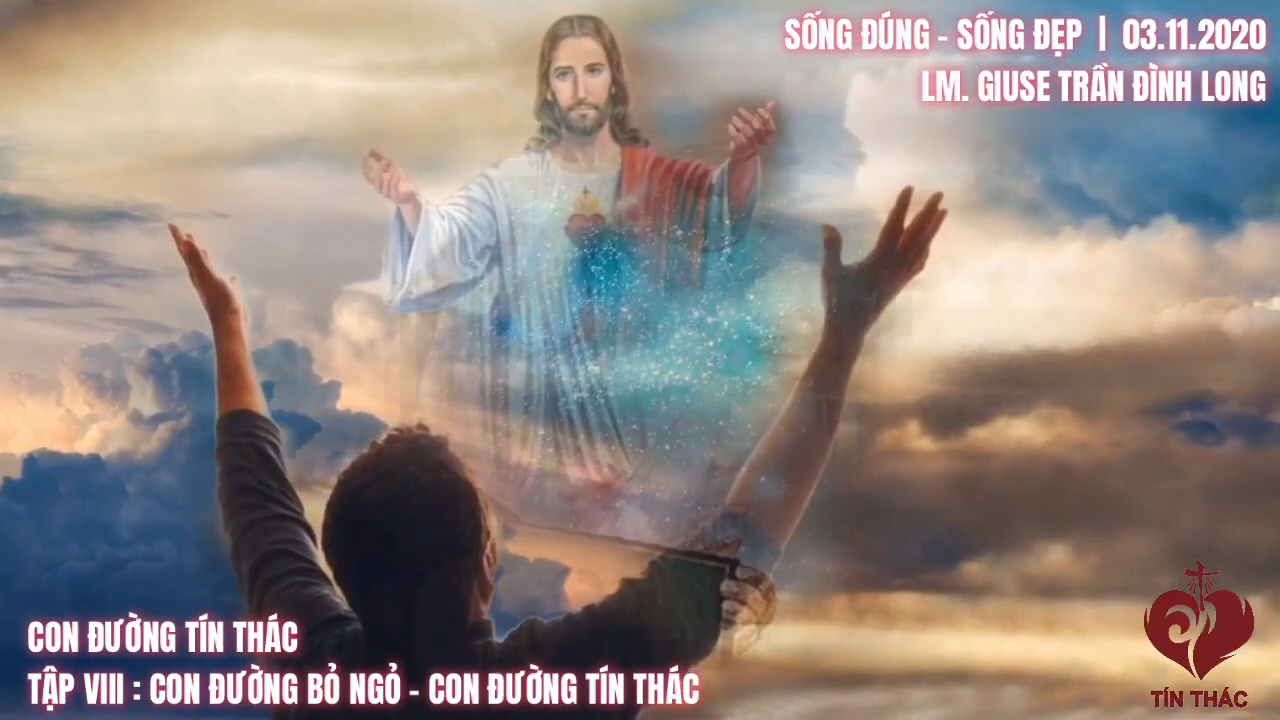 SỐNG ĐÚNG - SỐNG ĐẸP | 03.11.2020
LM. GIUSE TRẦN ĐÌNH LONG
CON ĐƯỜNG TÍN THÁC
TẬP VIII : CON ĐƯỜNG BỎ NGỎ - CON ĐƯỜNG TÍN THÁC
TÍN THÁC